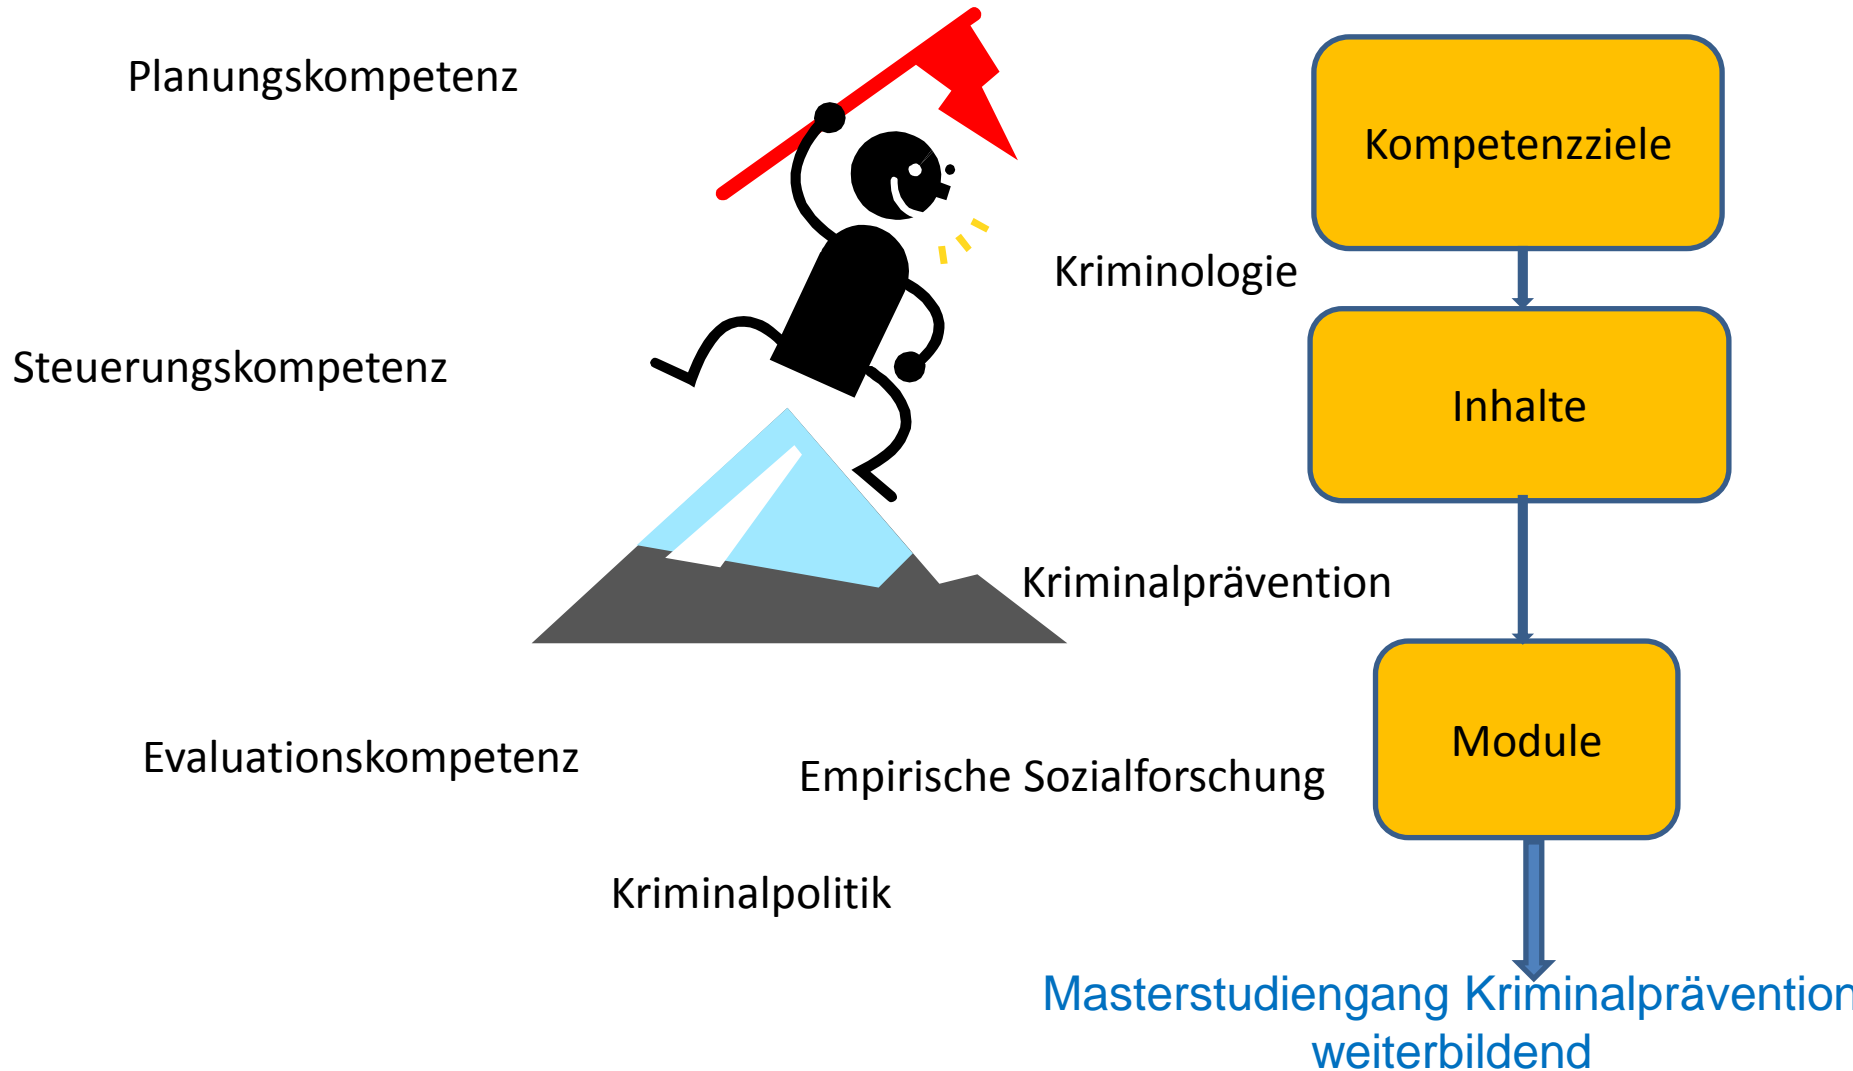 Planungskompetenz
Kompetenzziele
Kriminologie
Steuerungskompetenz
Inhalte
Kriminalprävention
Module
Evaluationskompetenz
Empirische Sozialforschung
Kriminalpolitik
Masterstudiengang Kriminalprävention
weiterbildend